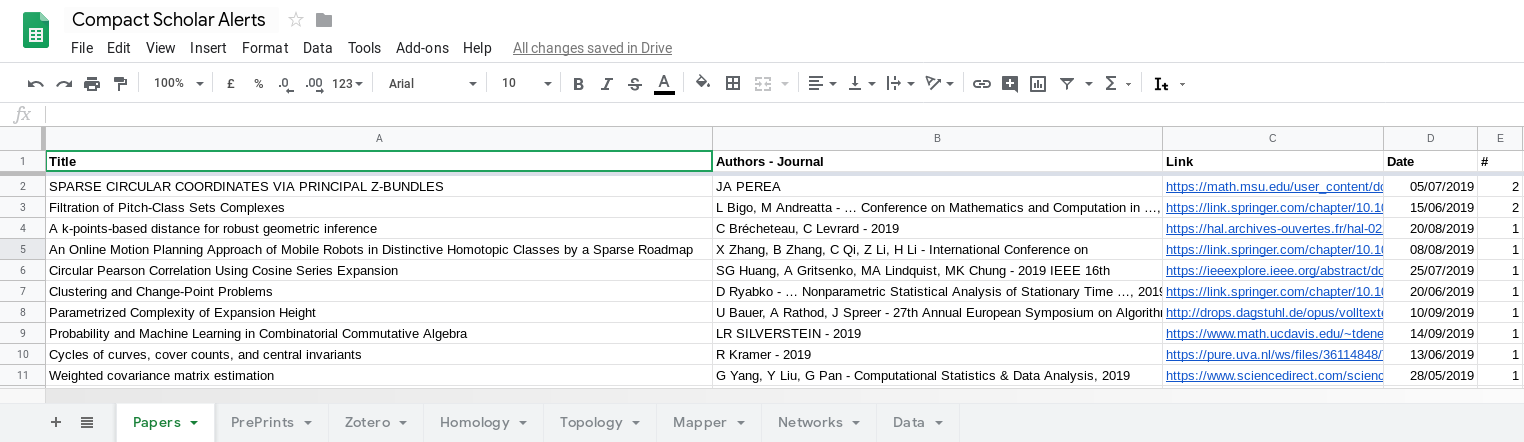 Compact Scholar Alerts
File Edit View Insert Format Data Tools Add-ons Help All changes saved in Drive
100% £ % .0 .00 123 Arial 10 B I S A Σ
fx
A B C D E
1 Title Authors - Journal Link Date #
2 SPARSE CIRCULAR COORDINATES VIA PRINCIPAL Z-BUNDLES JA PEREA https://math.msu.edu/user_content/do 05/07/2019 2
3 Filtration of Pitch-Class Sets Complexes L Bigo, M Andreatta - … Conference on Mathematics and Computation in …, https://link.springer.com/chapter/10.10 15/06/2019 2
4 A k-points-based distance for robust geometric inference C Brécheteau, C Levrard - 2019 https://hal.archives-ouvertes.fr/hal-02 20/08/2019 1
5 An Online Motion Planning Approach of Mobile Robots in Distinctive Homotopic Classes by a Sparse Roadmap X Zhang, B Zhang, C Qi, Z Li, H Li - International Conference on https://link.springer.com/chapter/10.10 08/08/2019 1
6 Circular Pearson Correlation Using Cosine Series Expansion SG Huang, A Gritsenko, MA Lindquist, MK Chung - 2019 IEEE 16th https://ieeexplore.ieee.org/abstract/do 25/07/2019 1
7 Clustering and Change-Point Problems D Ryabko - … Nonparametric Statistical Analysis of Stationary Time …, 2019 https://link.springer.com/chapter/10.10 20/06/2019 1
8 Parametrized Complexity of Expansion Height U Bauer, A Rathod, J Spreer - 27th Annual European Symposium on Algorithm http://drops.dagstuhl.de/opus/volltexte 10/09/2019 1
9 Probability and Machine Learning in Combinatorial Commutative Algebra LR SILVERSTEIN - 2019 https://www.math.ucdavis.edu/~tdene 14/09/2019 1
10 Cycles of curves, cover counts, and central invariants R Kramer - 2019 https://pure.uva.nl/ws/files/36114848/ 13/06/2019 1
11 Weighted covariance matrix estimation G Yang, Y Liu, G Pan - Computational Statistics & Data Analysis, 2019 https://www.sciencedirect.com/scienc 28/05/2019 1
Papers PrePrints Zotero Homology Topology Mapper Networks Data